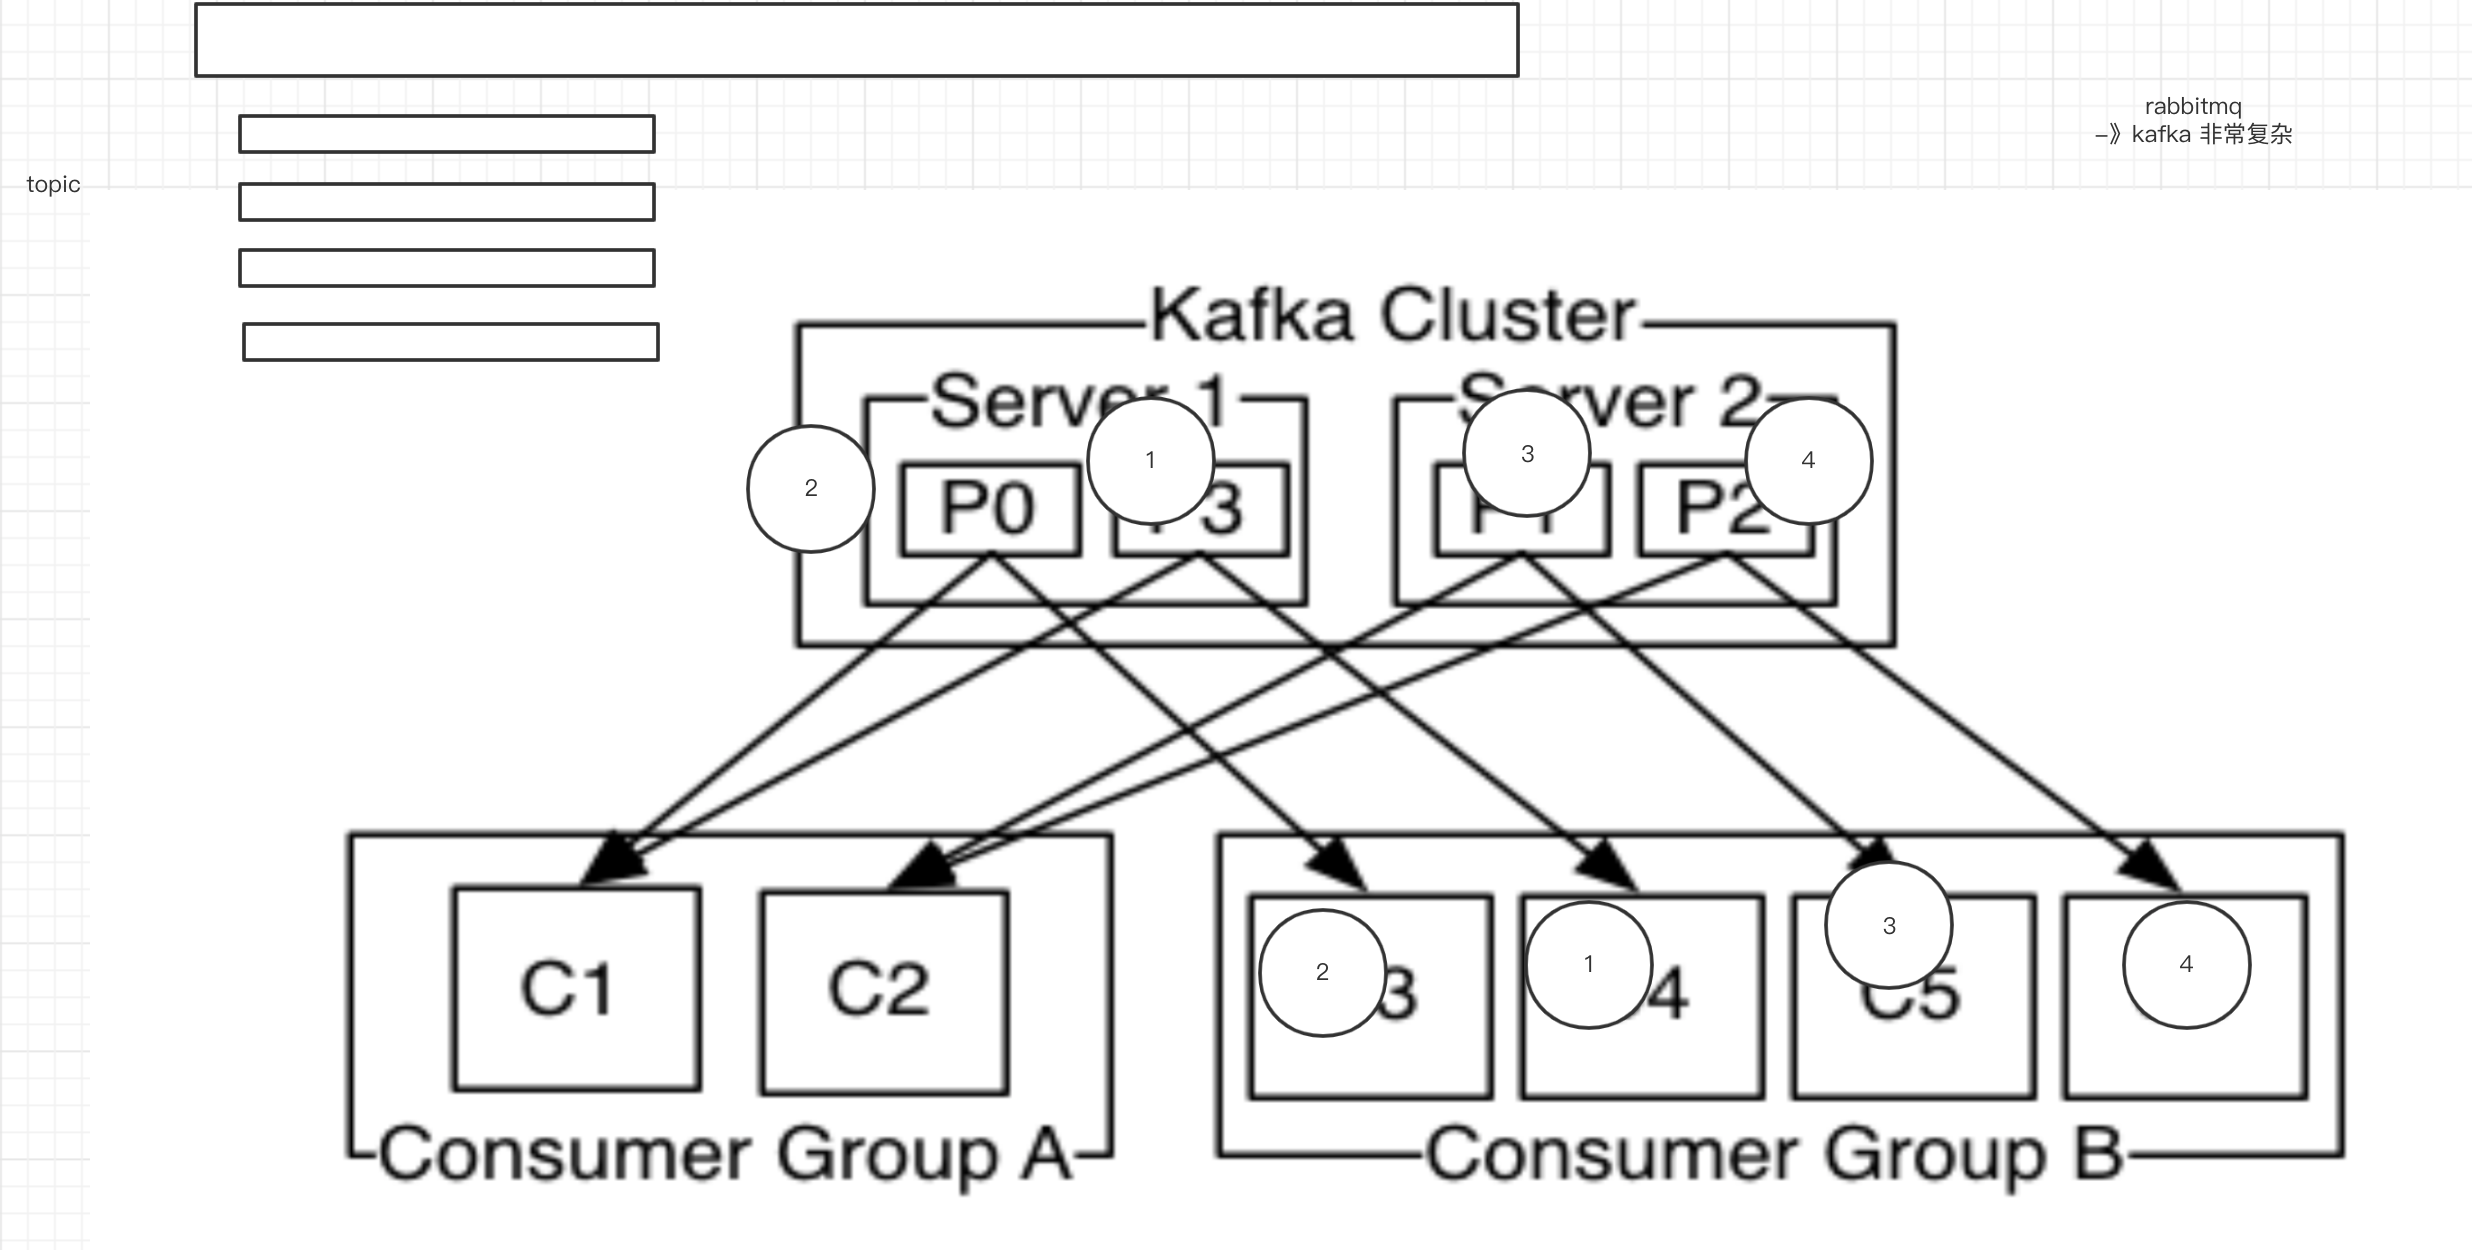 rabbitmq
–》kafka 非常复杂
topic
Kafka Cluster
Server 1
Server 2
2
1
3
4
P0
3
P1
P2
C1
C2
2
3
1
4
3
C5
4
Consumer Group A
Consumer Group B